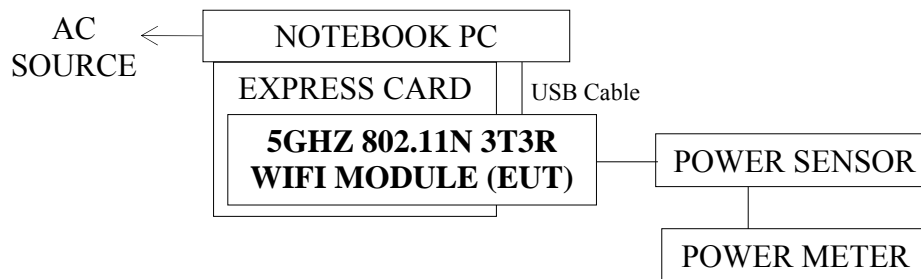 AC
SOURCE
NOTEBOOK PC
EXPRESS CARD
USB Cable
5GHZ 802.11N 3T3R
WIFI MODULE (EUT)
POWER SENSOR
POWER METER